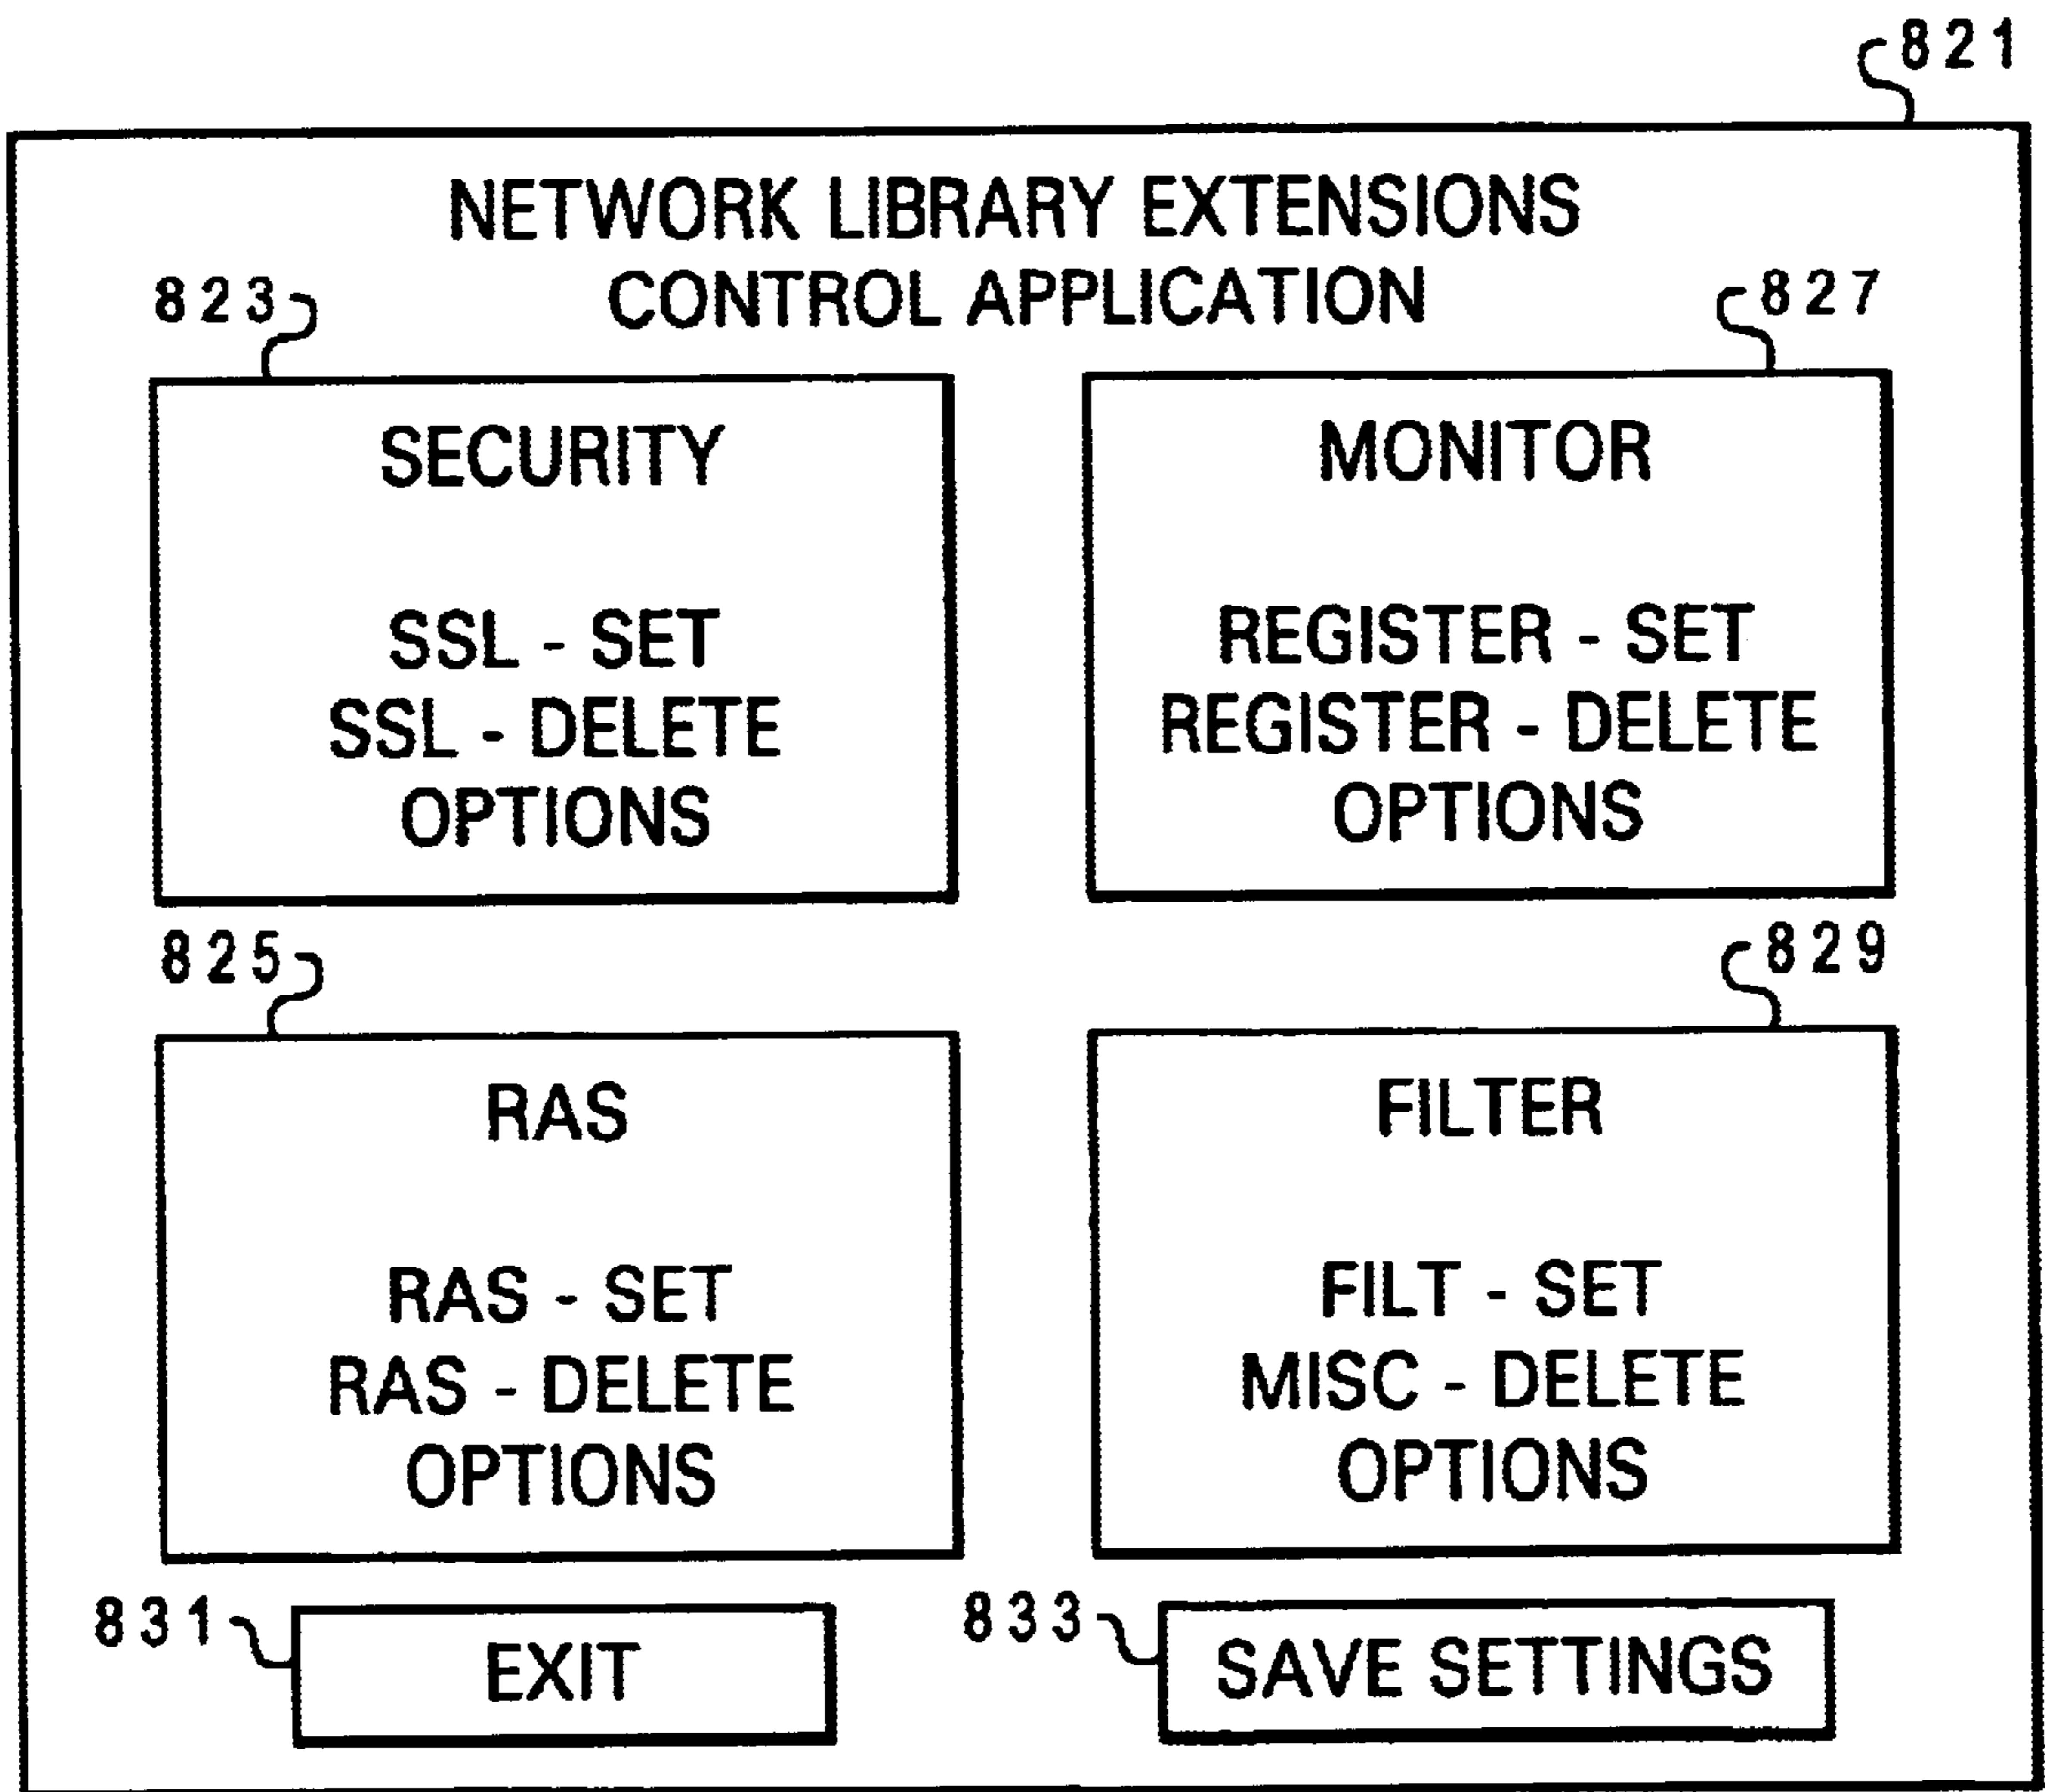 821
NETWORK LIBRARY EXTENSIONS
CONTROL APPLICATION
823
SECURITY
SSL - SET
SSL - DELETE
OPTIONS
827
MONITOR
REGISTER - SET
REGISTER - DELETE
OPTIONS
825
RAS
RAS - SET
RAS - DELETE
OPTIONS
829
FILTER
FILT - SET
MISC - DELETE
OPTIONS
831
EXIT
833
SAVE SETTINGS